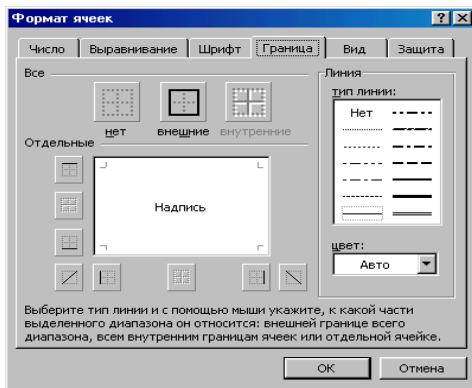 Формат ячеек
Число Выравнивание Шрифт Граница Вид Защита
Все
нет внешние внутренние
Отдельные
Надпись
Линия
тип линии:
Нет
цвет:
Авто
Выберите тип линии и с помощью мыши укажите, к какой части
выделенного диапазона он относится: внешней границе всего
диапазона, всем внутренним границам ячеек или отдельной ячейке.
OK Отмена